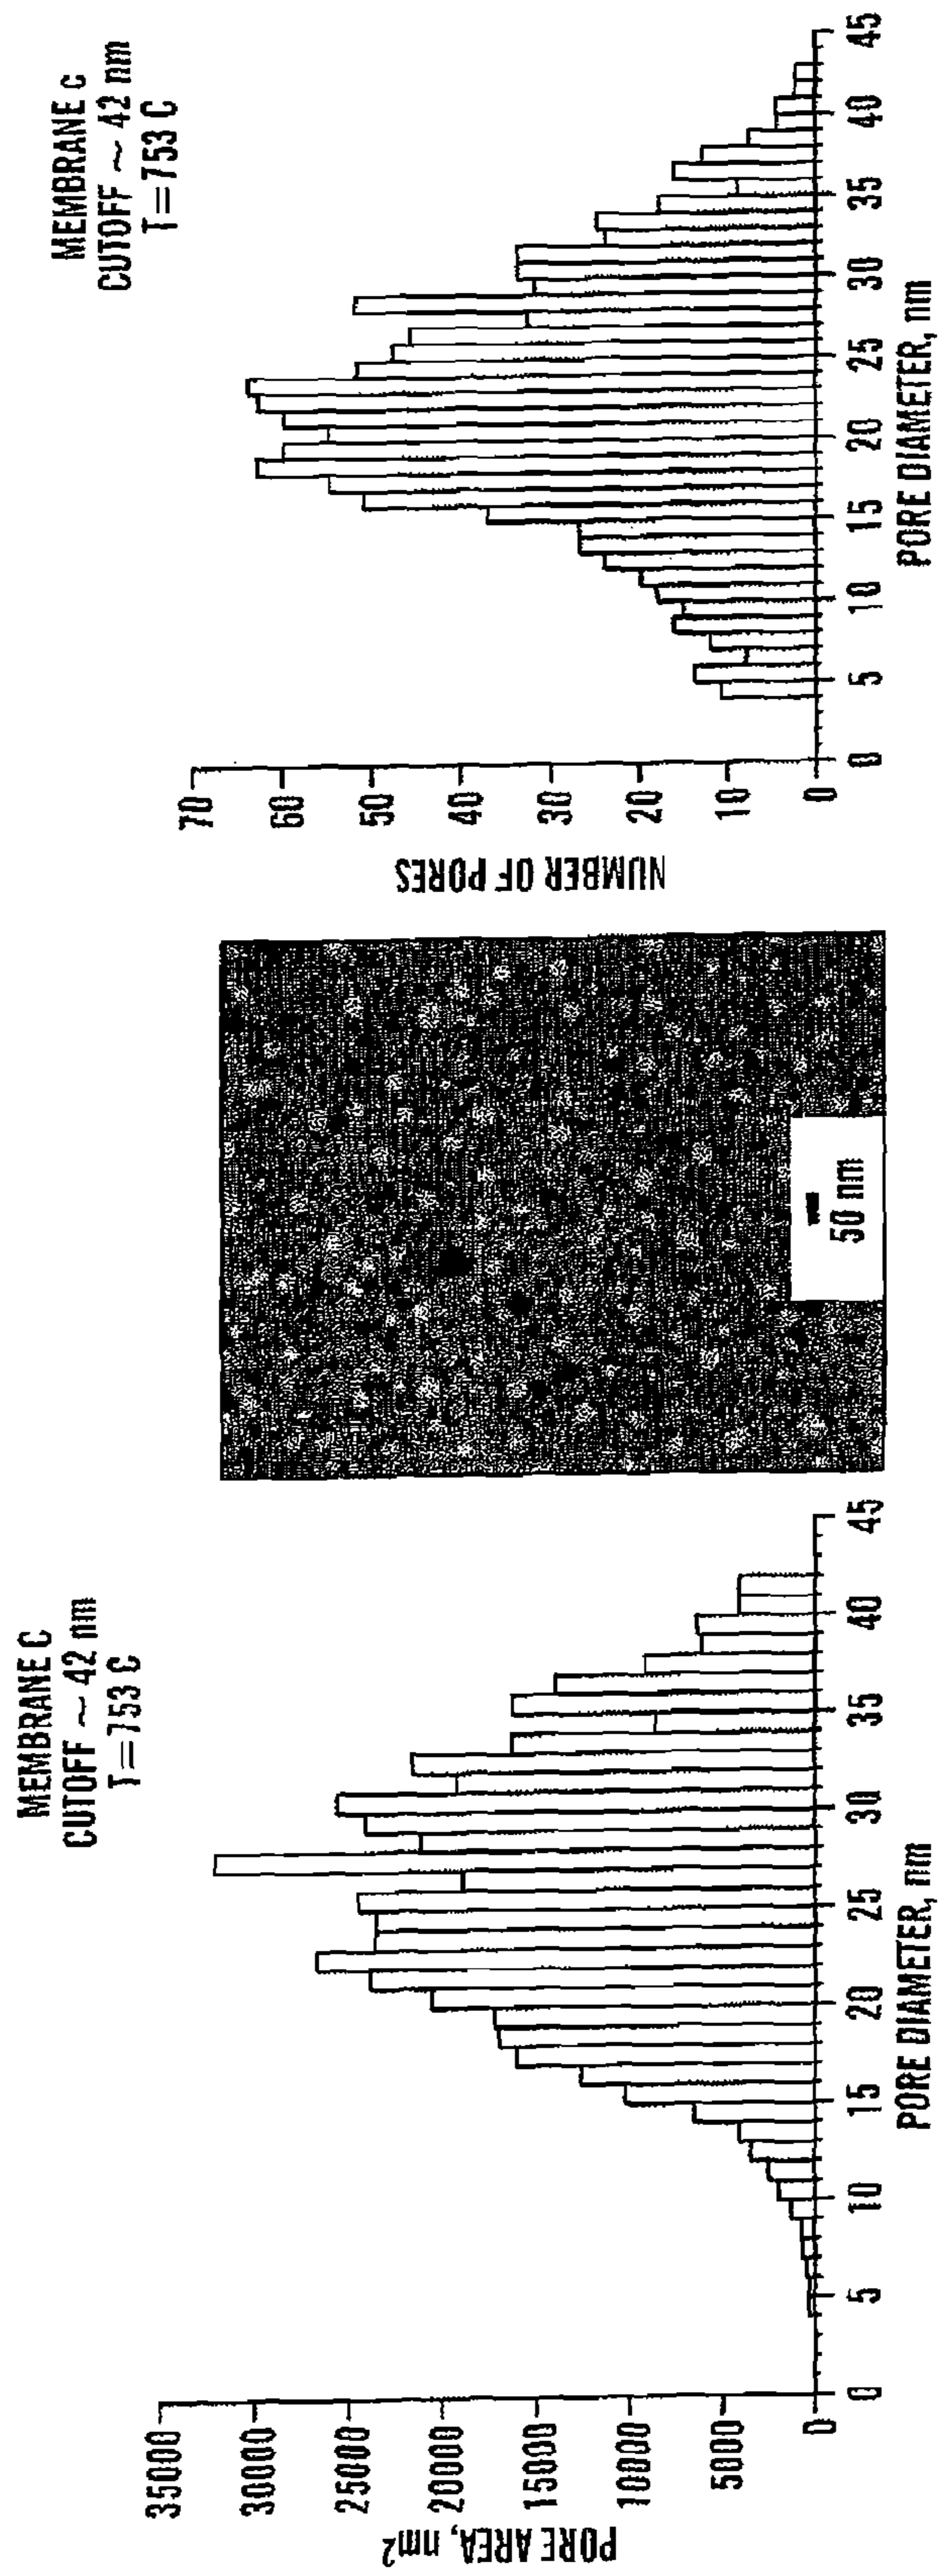 MEMBRANE C
CUTOFF ~ 42 nm
T=753 C
PORE AREA, nm²
35000
30000
25000
20000
15000
10000
5000
0
0 5 10 15 20 25 30 35 40 45
PORE DIAMETER, nm
50 nm
MEMBRANE c
CUTOFF ~ 42 nm
T=753 C
NUMBER OF PORES
70
60
50
40
30
20
10
0
0 5 10 15 20 25 30 35 40 45
PORE DIAMETER, nm